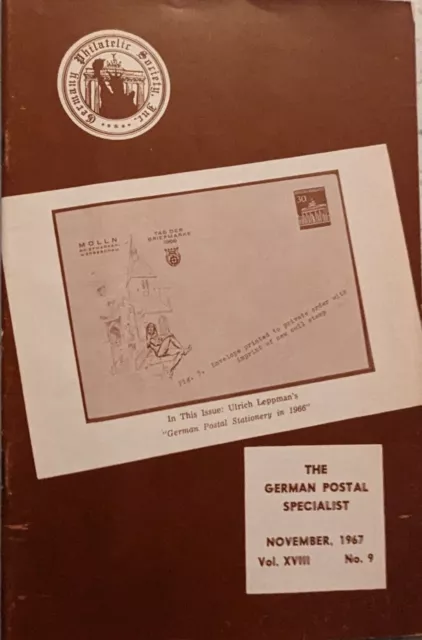 Germany Philatelic Society, Inc.
MÖLLN
TAG DER
BRIEFMARKE
30
Fig. 7. Envelope printed to private order with
imprint of new coil stamp
In This Issue: Ulrich Leppman's
"German Postal Stationery in 1966"
THE
GERMAN POSTAL
SPECIALIST
NOVEMBER, 1967
Vol. XVIIII No. 9